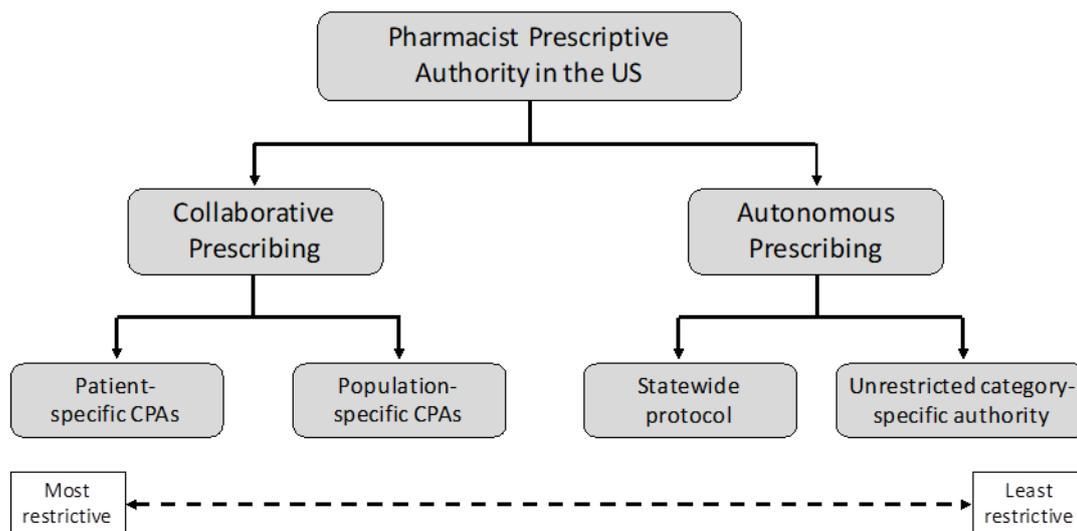 Pharmacist Prescriptive
Authority in the US
Collaborative
Prescribing
Autonomous
Prescribing
Patient-
specific CPAs
Population-
specific CPAs
Statewide
protocol
Unrestricted category-
specific authority
Most
restrictive
Least
restrictive